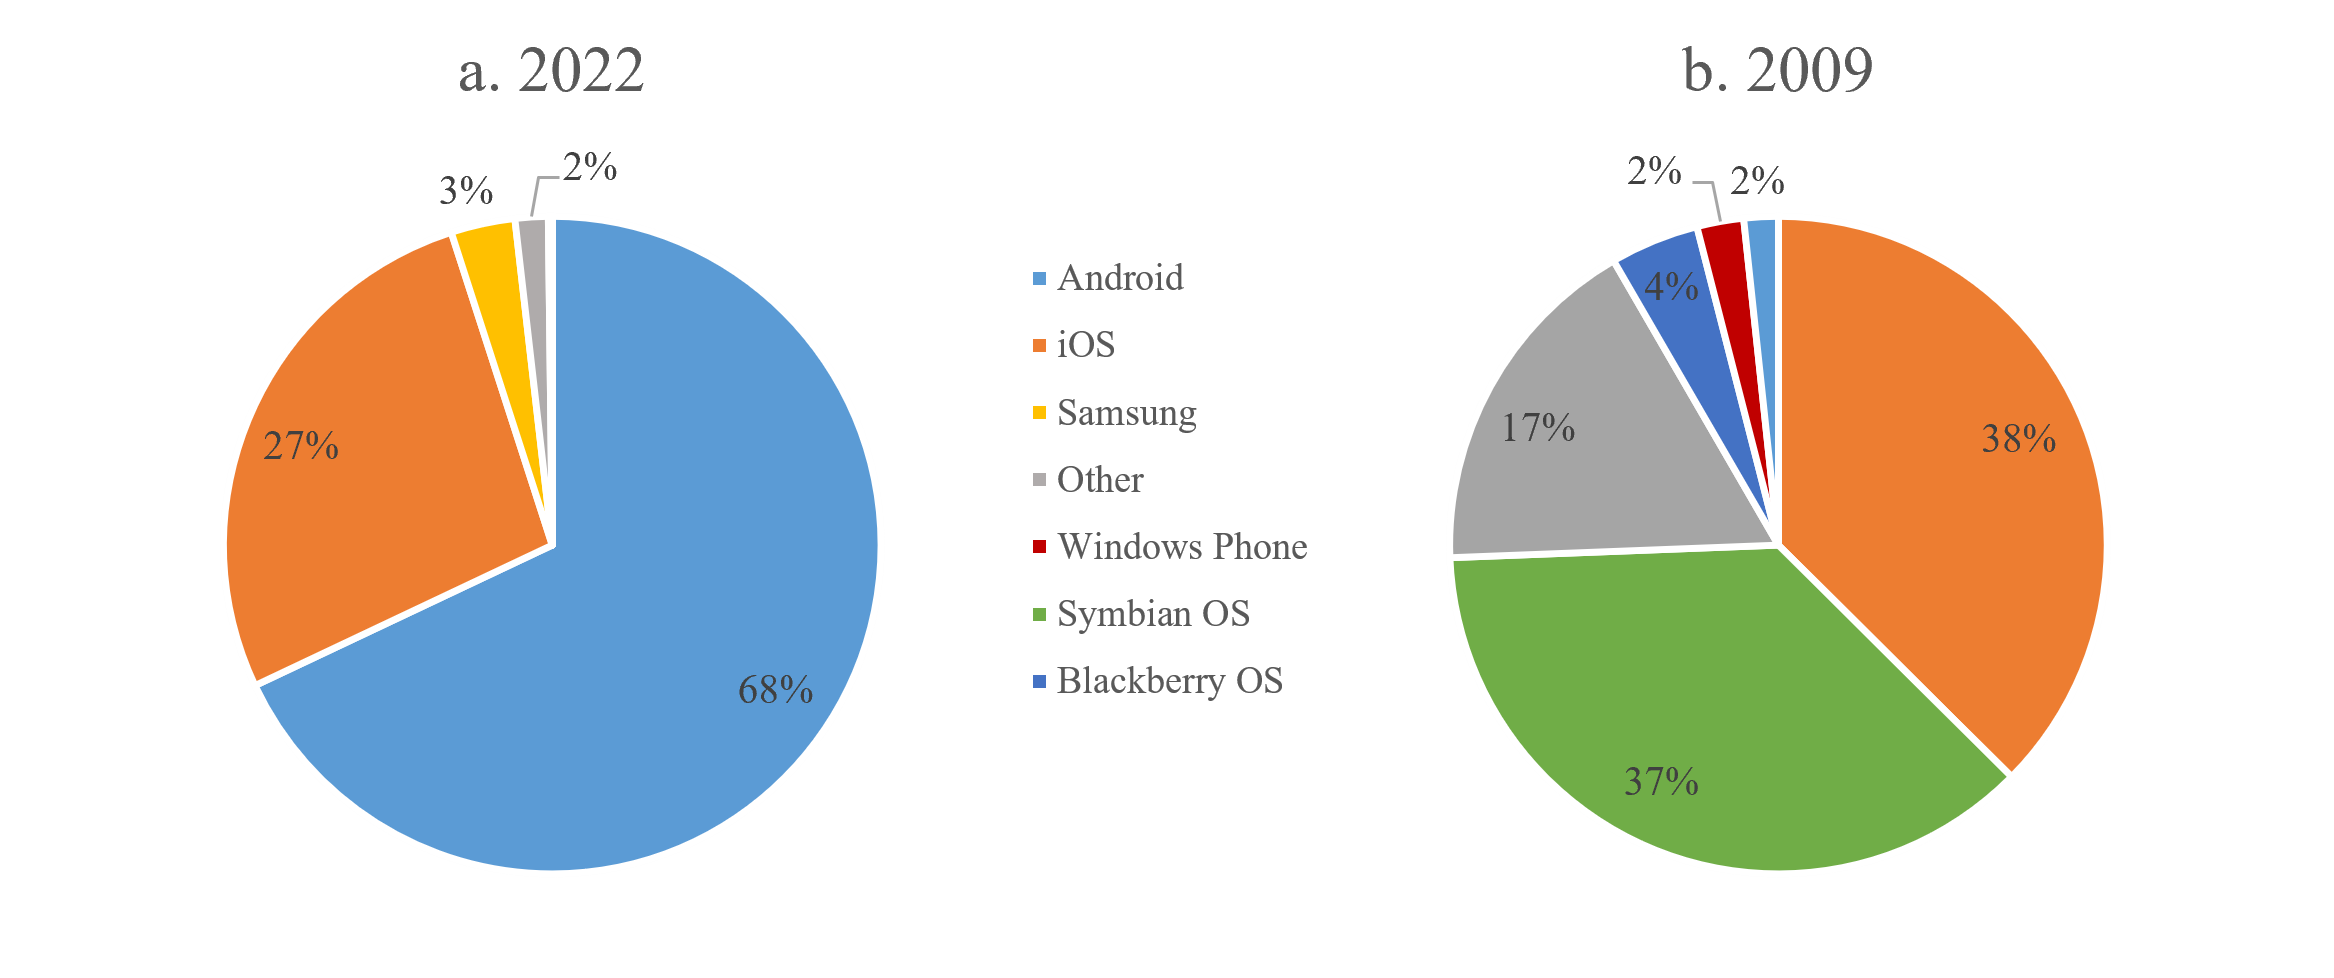 a. 2022
2%
3%
27%
68%
Android
iOS
Samsung
Other
Windows Phone
Symbian OS
Blackberry OS
b. 2009
2%
2%
4%
17%
38%
37%